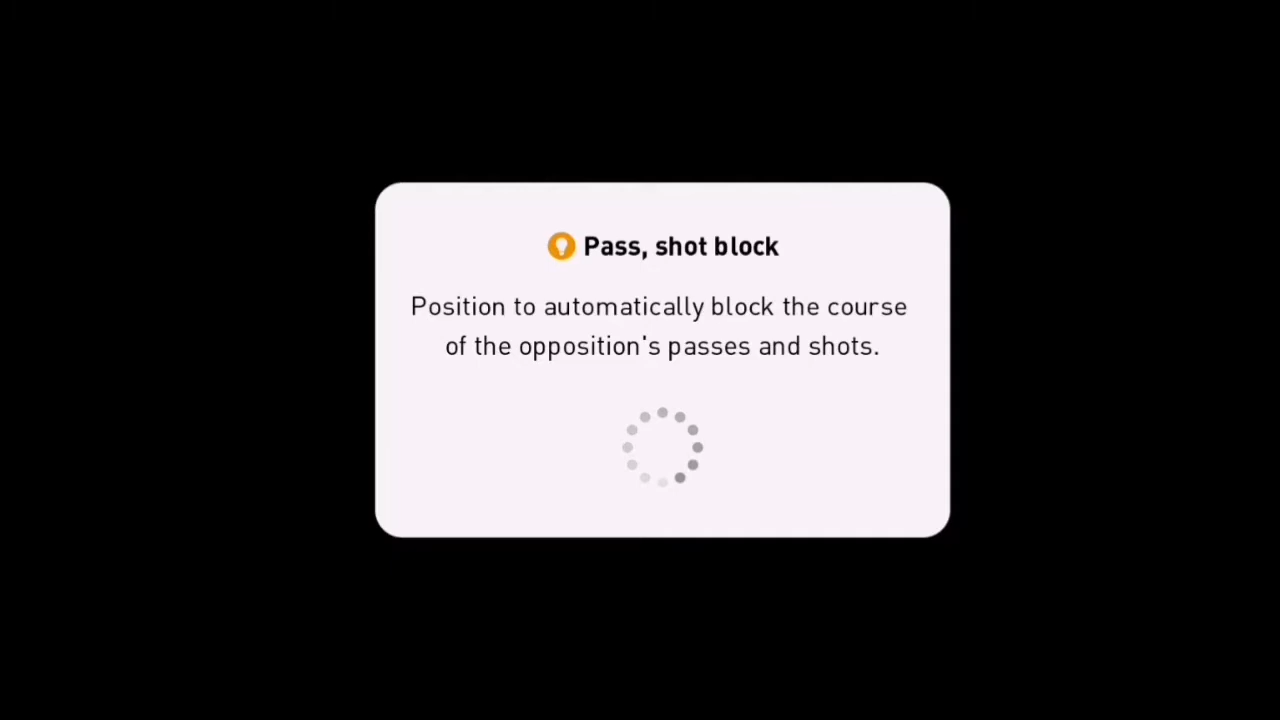 Pass, shot block
Position to automatically block the course
of the opposition's passes and shots.